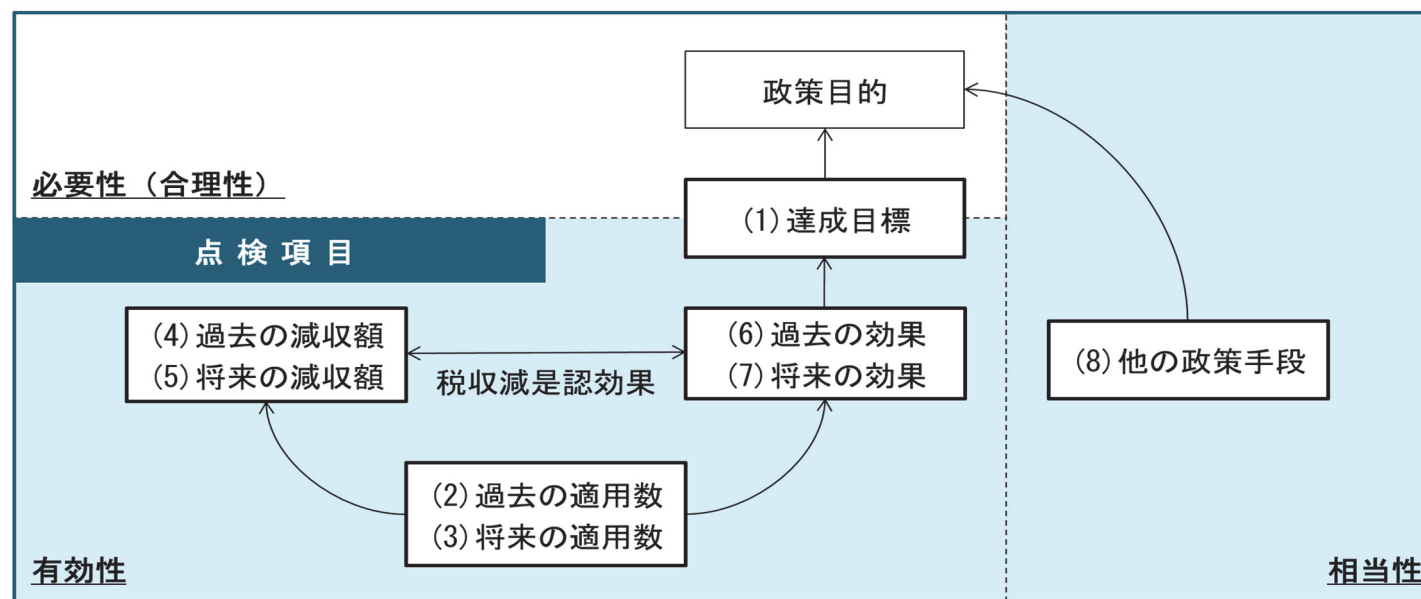 政策目的
必要性（合理性）
(1)達成目標
点検項目
(4)過去の減収額
(5)将来の減収額
税収減是認効果
(6)過去の効果
(7)将来の効果
(8)他の政策手段
(2)過去の適用数
(3)将来の適用数
有効性
相当性